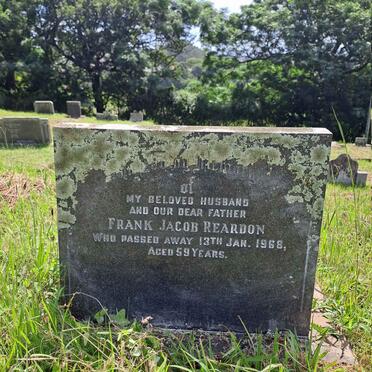 of
MY BELOVED HUSBAND
AND OUR DEAR FATHER
FRANK JACOB REARDON
WHO PASSED AWAY 13TH JAN. 1968,
AGED 59 YEARS.